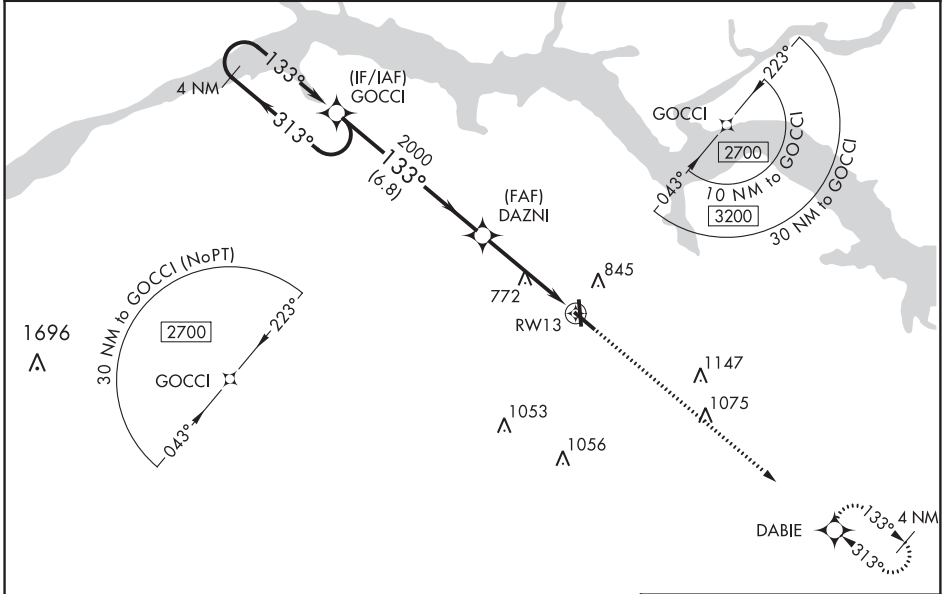 133°
4 NM
(IF/IAF)
GOCCI
313°
2000
133°
(6.8)
(FAF)
DAZNI
772
845
RW13
223°
GOCCI
2700
043°
10 NM to GOCCI
3200
30 NM to GOCCI
30 NM to GOCCI (NoPT)
223°
2700
GOCCI
043°
1696
1147
1075
1053
1056
DABIE
133°
4 NM
313°